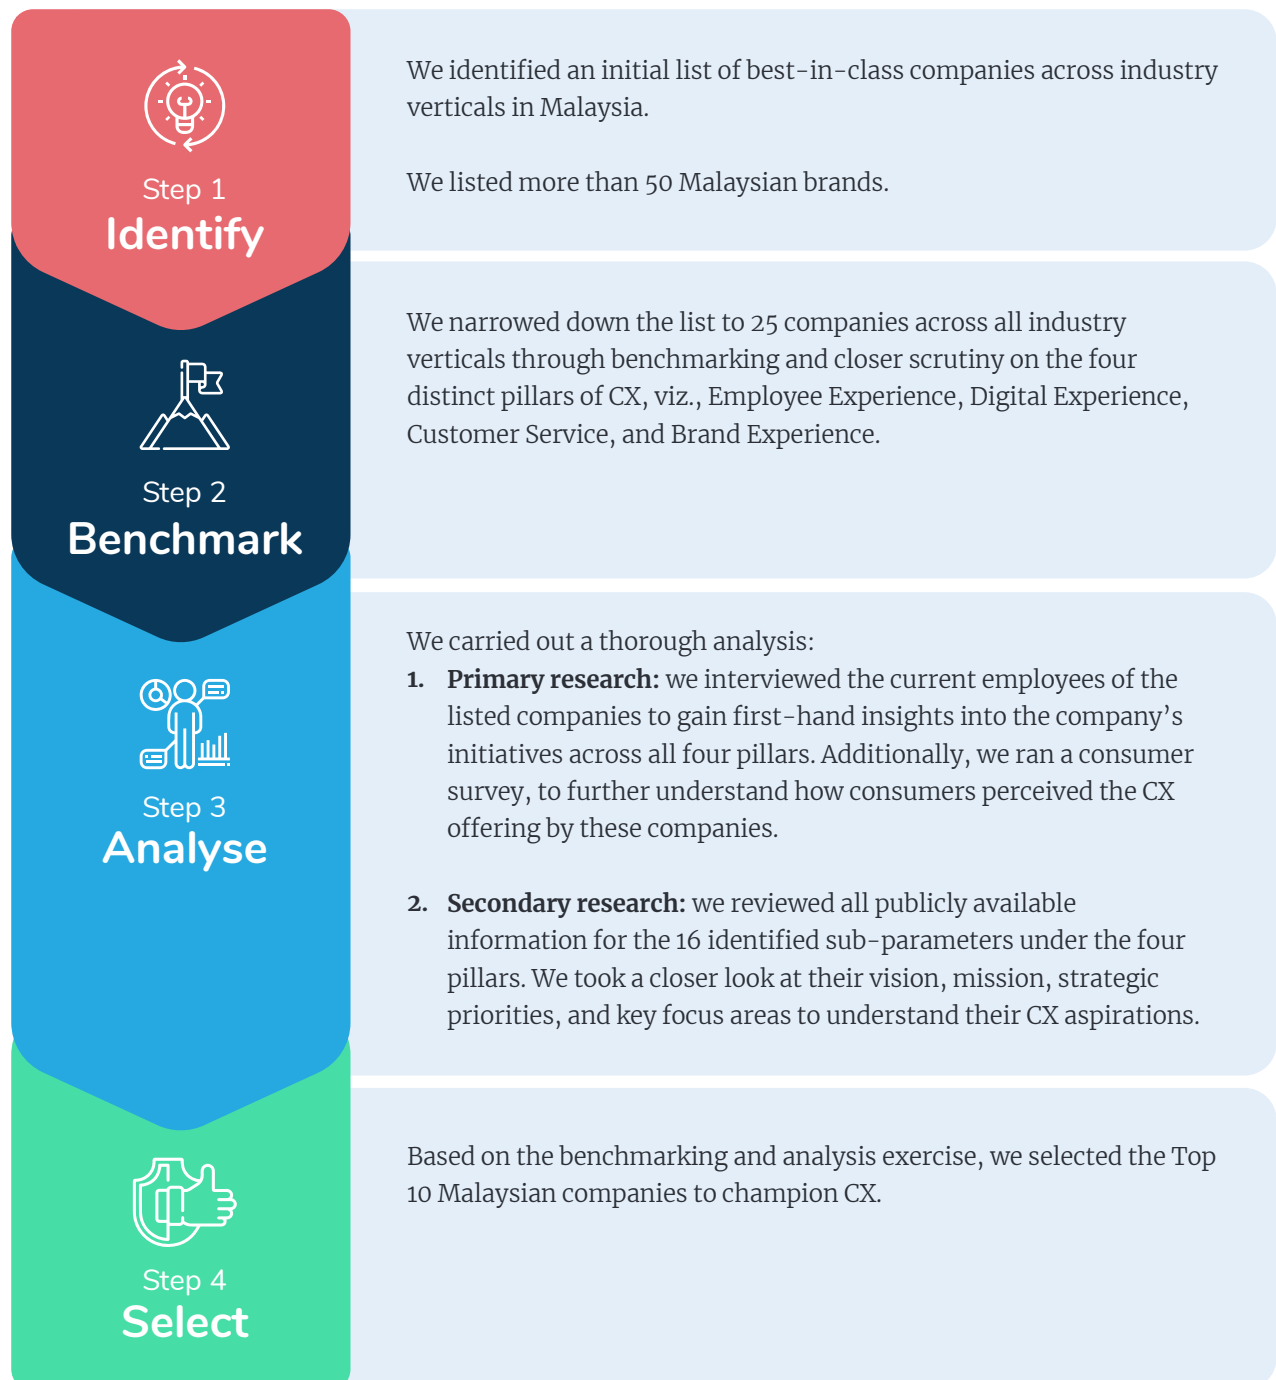 Step 1
Identify
We identified an initial list of best-in-class companies across industry
verticals in Malaysia.
We listed more than 50 Malaysian brands.
Step 2
Benchmark
We narrowed down the list to 25 companies across all industry
verticals through benchmarking and closer scrutiny on the four
distinct pillars of CX, viz., Employee Experience, Digital Experience,
Customer Service, and Brand Experience.
Step 3
Analyse
We carried out a thorough analysis:
1. Primary research: we interviewed the current employees of the
listed companies to gain first-hand insights into the company’s
initiatives across all four pillars. Additionally, we ran a consumer
survey, to further understand how consumers perceived the CX
offering by these companies.
2. Secondary research: we reviewed all publicly available
information for the 16 identified sub-parameters under the four
pillars. We took a closer look at their vision, mission, strategic
priorities, and key focus areas to understand their CX aspirations.
Step 4
Select
Based on the benchmarking and analysis exercise, we selected the Top
10 Malaysian companies to champion CX.